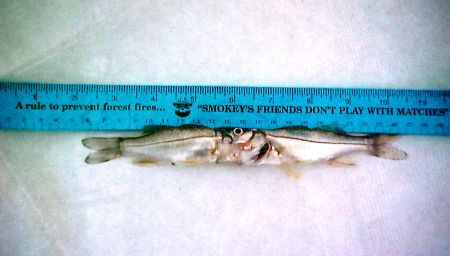 A rule to prevent forest fires... "SMOKEY'S FRIENDS DON'T PLAY WITH MATCHES"